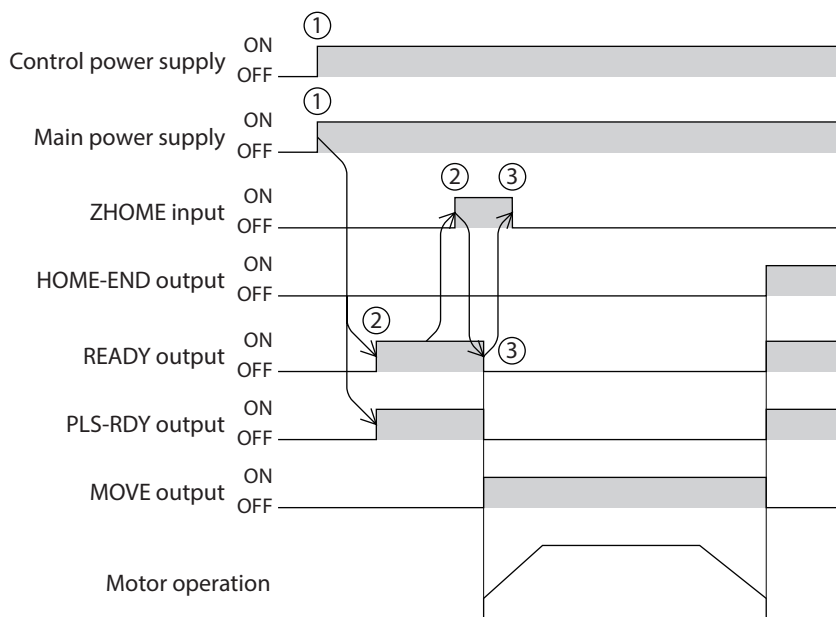 ①
ON
Control power supply
OFF
①
ON
Main power supply
OFF
② ③
ON
ZHOME input
OFF
ON
HOME-END output
OFF
②
ON
READY output
③
OFF
ON
PLS-RDY output
OFF
ON
MOVE output
OFF
Motor operation